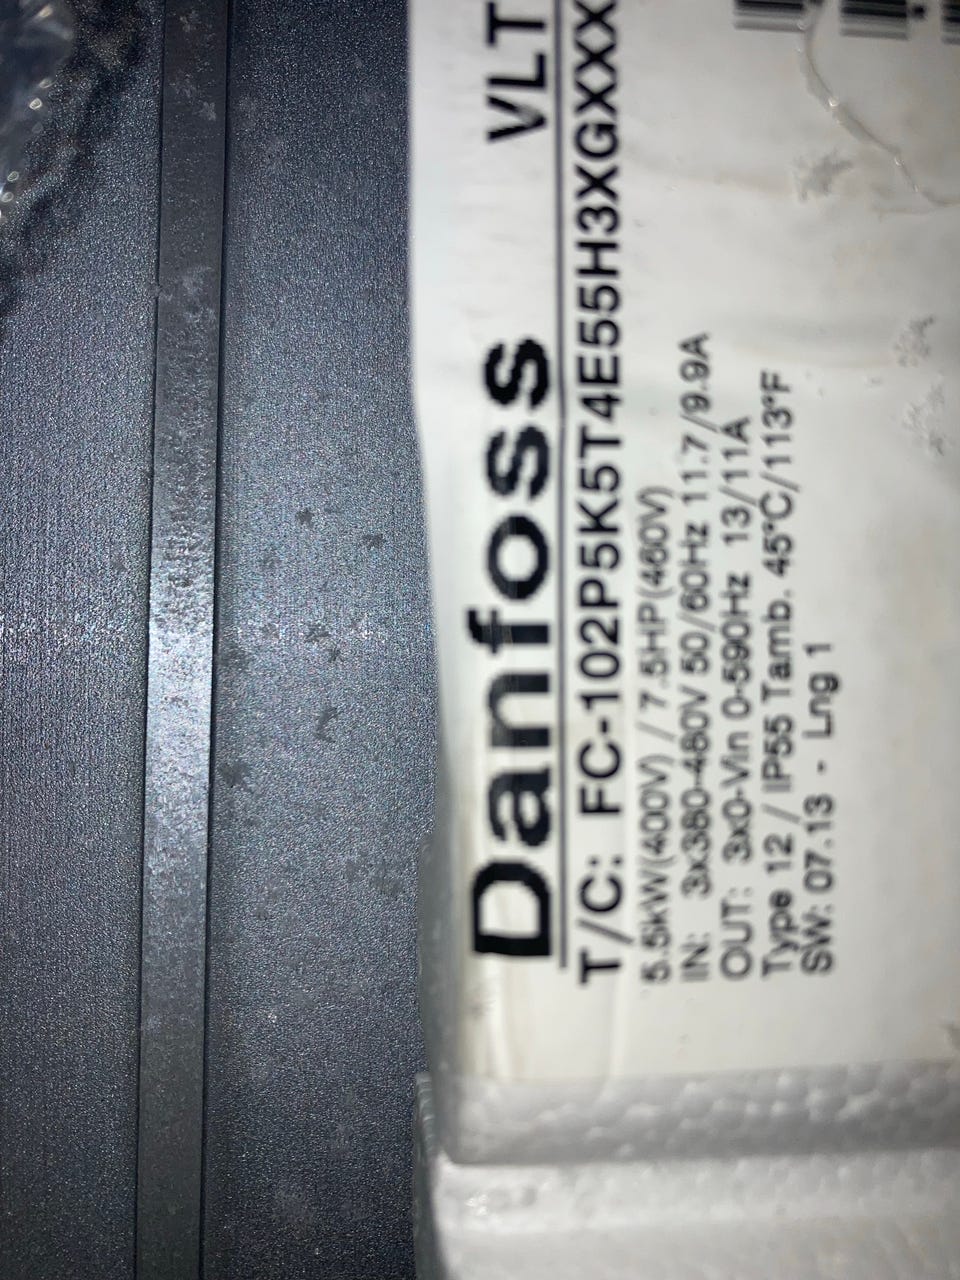 Danfoss VLT
T/C: FC-102P5K5T4E55H3XGXXX
5.5kW(400V) / 7.5HP(460V)
IN: 3x380-480V 50/60Hz 11.7/9.9A
OUT: 3x0-Vin 0-590Hz 13/11A
Type 12 / IP55 Tamb. 45°C/113°F
SW: 07.13 - Lng 1